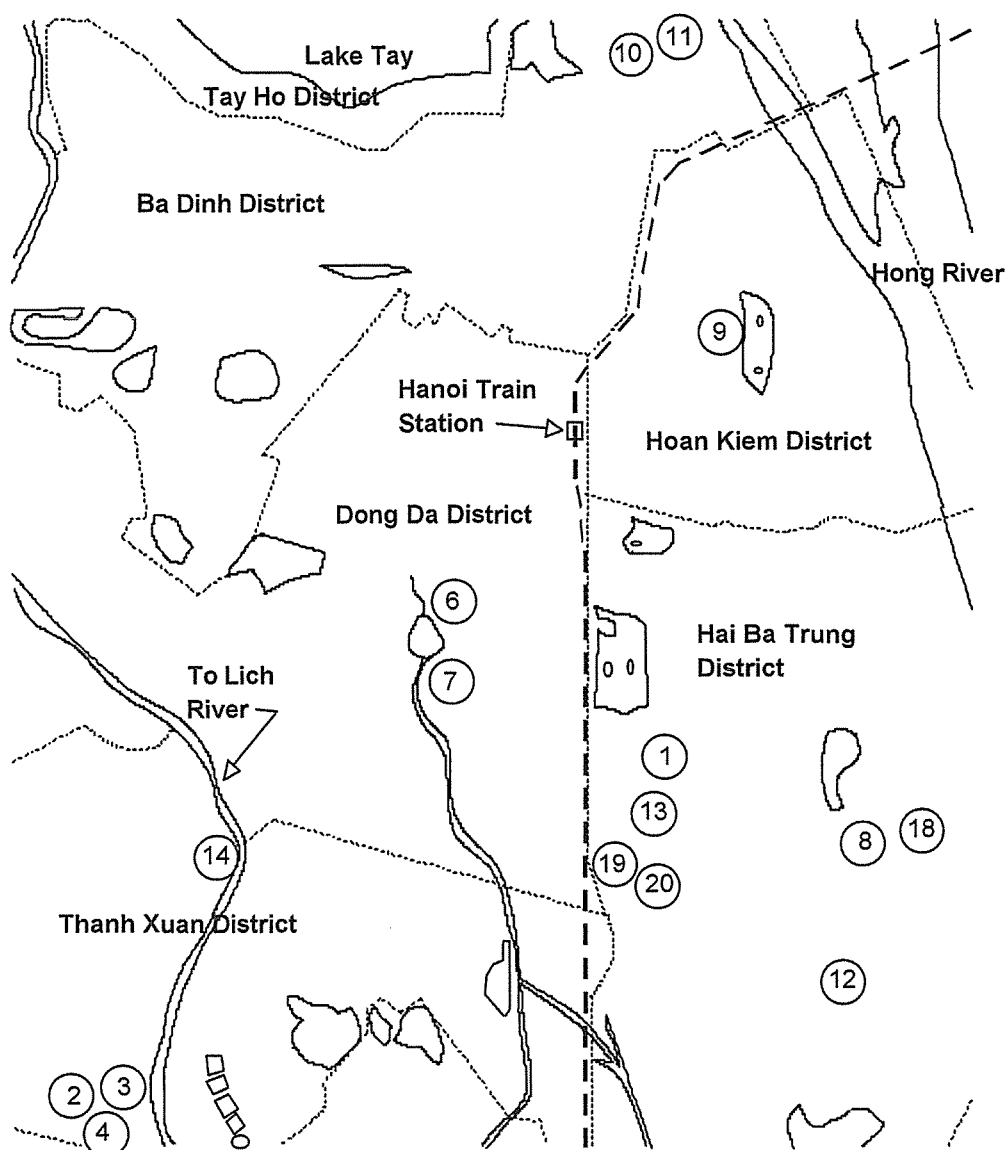 10
11
Lake Tay
Tay Ho District
Ba Dinh District
Hong River
9
Hanoi Train
Station
Hoan Kiem District
Dong Da District
6
Hai Ba Trung
District
7
To Lich
River
1
13
8
18
14
19
20
Thanh Xuan District
12
2
3
4